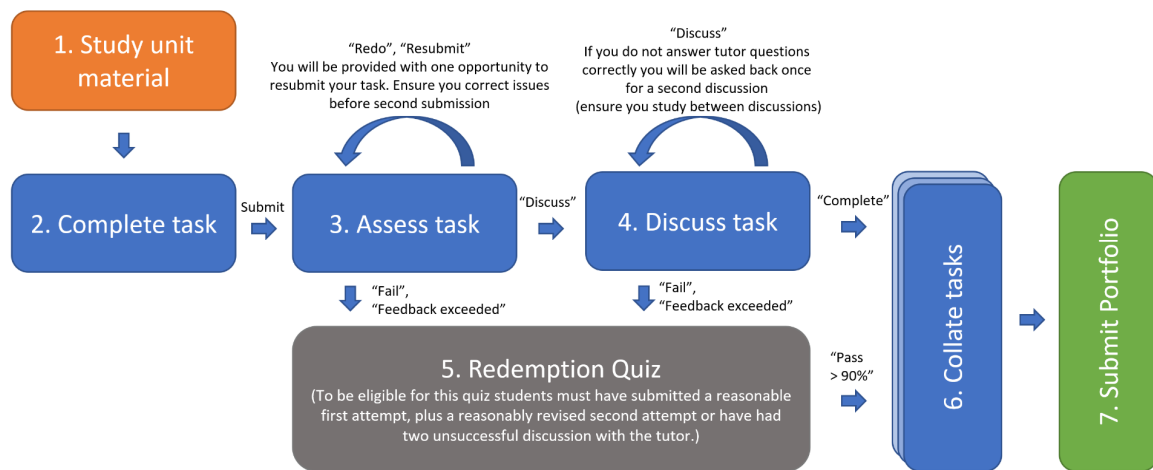 1. Study unit
material
“Redo”, “Resubmit”
You will be provided with one opportunity to
resubmit your task. Ensure you correct issues
before second submission
“Discuss”
If you do not answer tutor questions
correctly you will be asked back once
for a second discussion
(ensure you study between discussions)
2. Complete task
Submit
3. Assess task
“Discuss”
4. Discuss task
“Complete”
“Fail”,
“Feedback exceeded”
“Fail”,
“Feedback exceeded”
5. Redemption Quiz
(To be eligible for this quiz students must have submitted a reasonable
first attempt, plus a reasonably revised second attempt or have had
two unsuccessful discussion with the tutor.)
“Pass
> 90%”
6. Collate tasks
7. Submit Portfolio